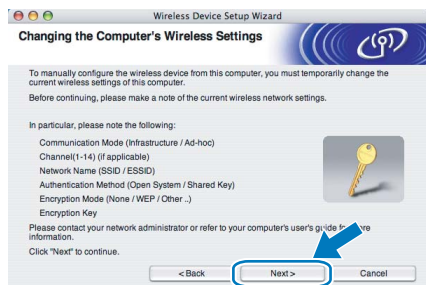 Wireless Device Setup Wizard
Changing the Computer's Wireless Settings
To manually configure the wireless device from this computer, you must temporarily change the
current wireless settings of this computer.
Before continuing, please make a note of the current wireless network settings.
In particular, please note the following:
Communication Mode (Infrastructure / Ad-hoc)
Channel(1-14) (if applicable)
Network Name (SSID / ESSID)
Authentication Method (Open System / Shared Key)
Encryption Mode (None / WEP / Other ..)
Encryption Key
Please contact your network administrator or refer to your computer's user's guide
information.
Click "Next" to continue.
< Back
Next >
Cancel